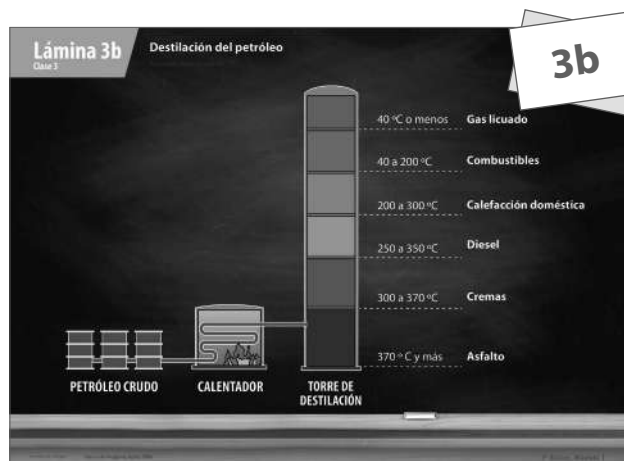 Lámina 3b
Clase 3
Destilación del petróleo
3b
40 ºC o menos Gas licuado
40 a 200 ºC Combustibles
200 a 300 ºC Calefacción doméstica
250 a 350 ºC Diesel
300 a 370 ºC Cremas
370 º C y más Asfalto
PETRÓLEO CRUDO CALENTADOR TORRE DE
DESTILACIÓN